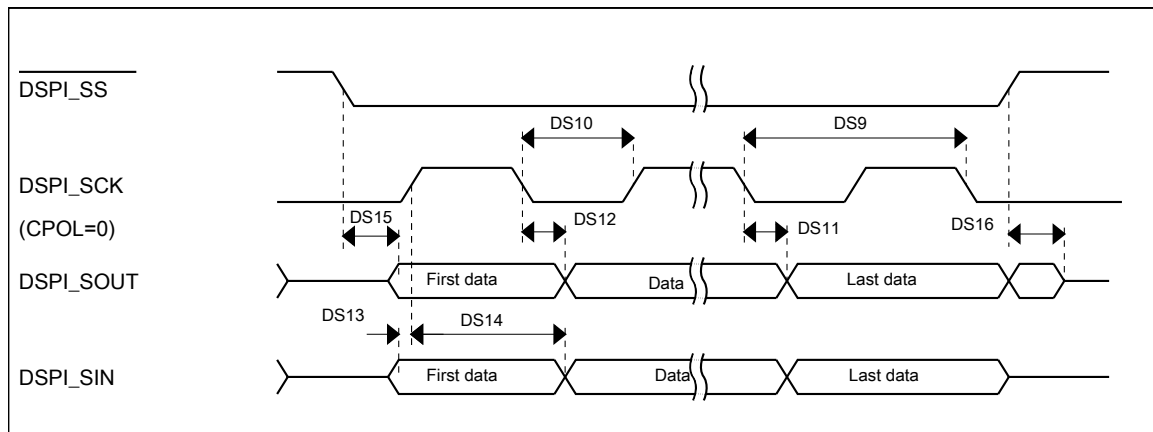 DSPI_SS
DS10
DS9
DSPI_SCK
(CPOL=0)
DS15
DS12
DS11
DS16
DSPI_SOUT
First data
Data
Last data
DS13
DS14
DSPI_SIN
First data
Data
Last data